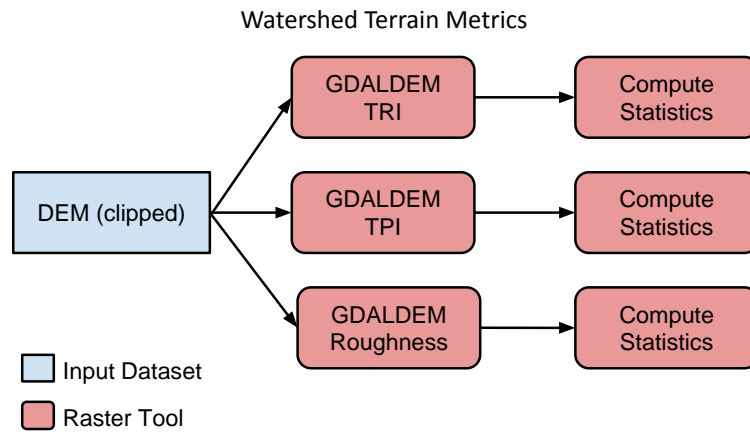 Watershed Terrain Metrics
GDALDEM
TRI
Compute
Statistics
DEM (clipped)
GDALDEM
TPI
Compute
Statistics
GDALDEM
Roughness
Compute
Statistics
Input Dataset
Raster Tool